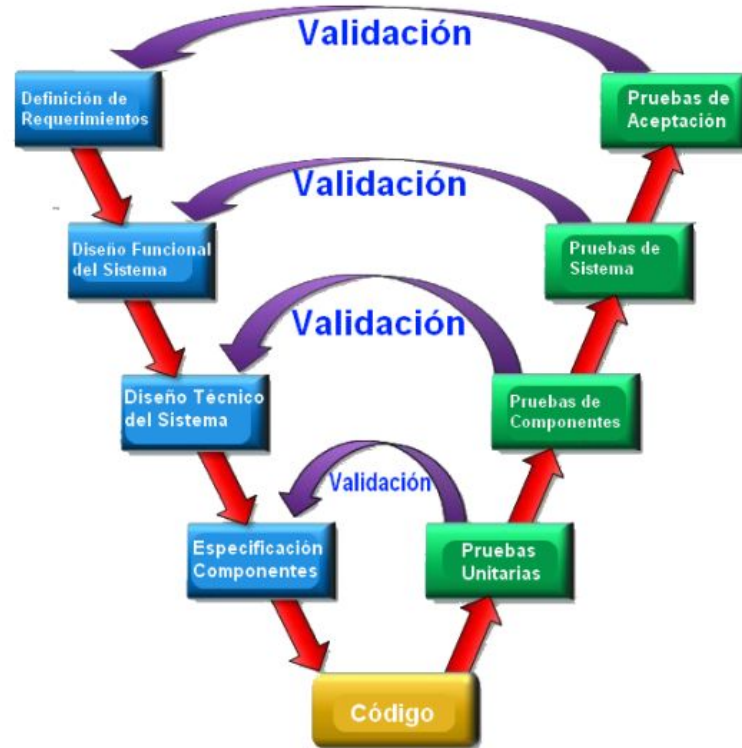 Validación
Definición de
Requerimientos
Pruebas de
Aceptación
Validación
Diseño Funcional
del Sistema
Pruebas de
Sistema
Validación
Diseño Técnico
del Sistema
Pruebas de
Componentes
Validación
Especificación
Componentes
Pruebas
Unitarias
Código